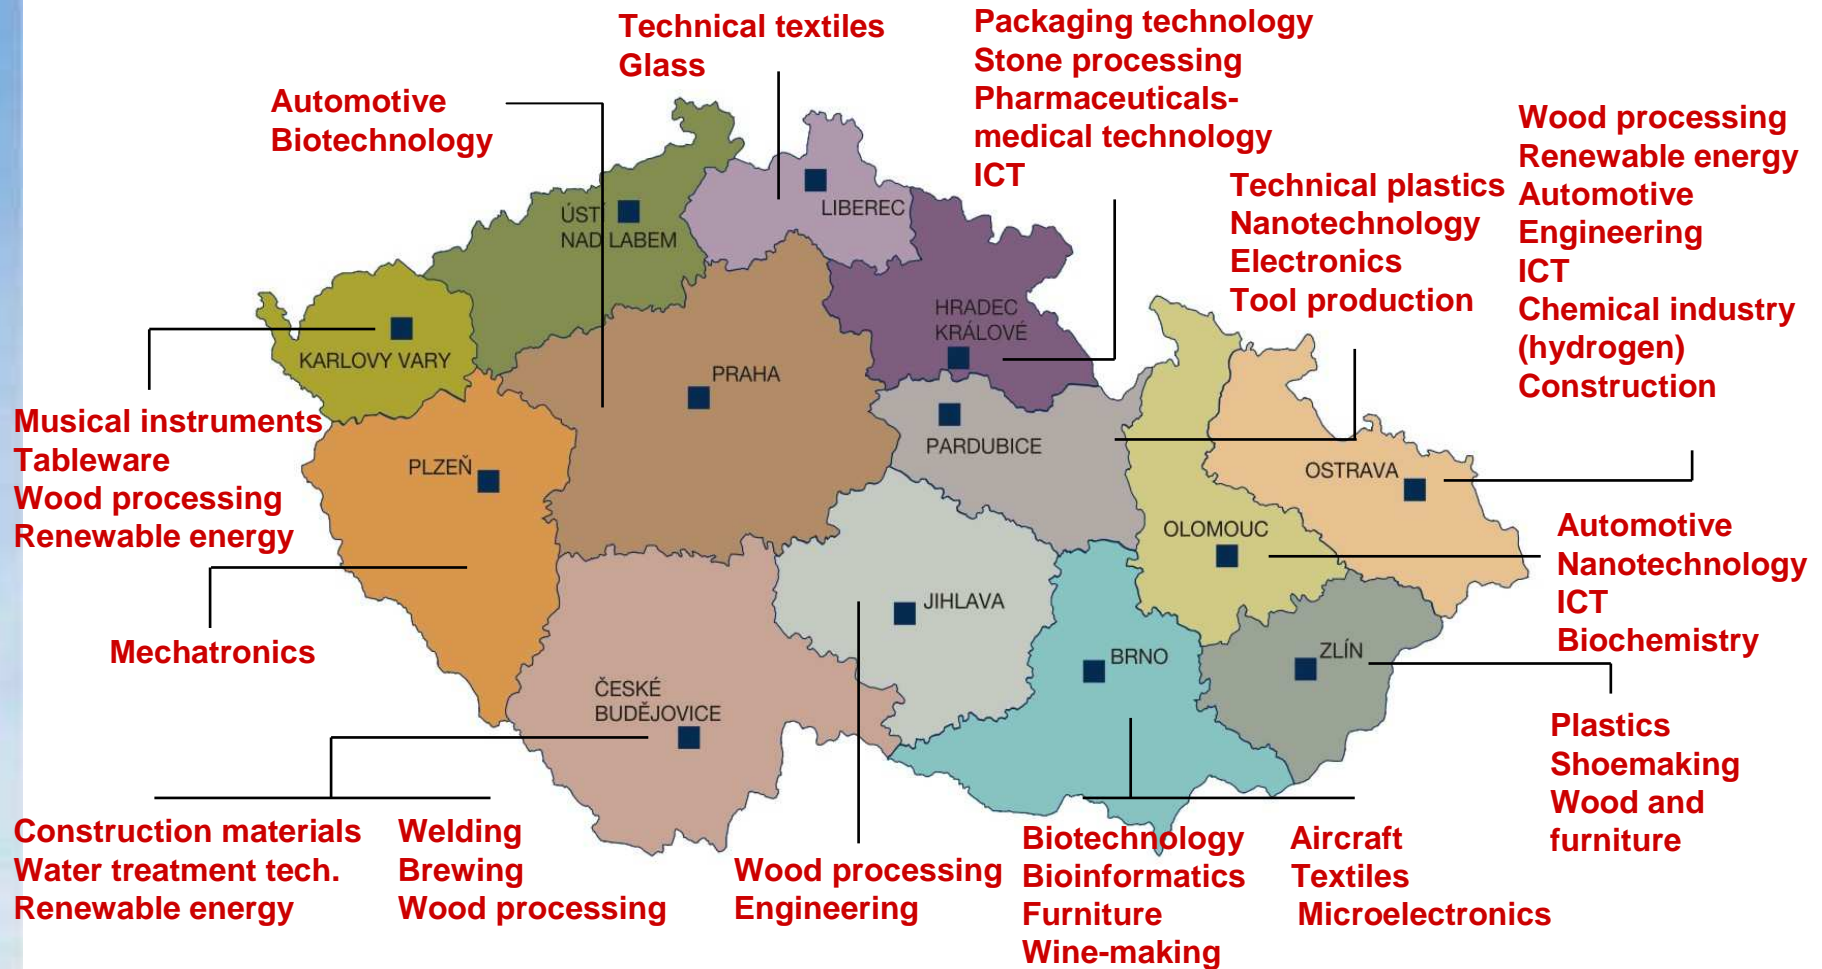 Technical textiles
Glass
Packaging technology
Stone processing
Pharmaceuticals-
medical technology
ICT
Automotive
Biotechnology
Wood processing
Renewable energy
Automotive
Engineering
ICT
Chemical industry
(hydrogen)
Construction
Technical plastics
Nanotechnology
Electronics
Tool production
ÚSTÍ
NAD LABEM
LIBEREC
HRADEC
KRÁLOVÉ
KARLOVY VARY
PRAHA
PARDUBICE
PLZEŇ
OSTRAVA
OLOMOUC
JIHLAVA
BRNO
ZLÍN
ČESKÉ
BUDĚJOVICE
Musical instruments
Tableware
Wood processing
Renewable energy
Mechatronics
Automotive
Nanotechnology
ICT
Biochemistry
Plastics
Shoemaking
Wood and
furniture
Construction materials
Water treatment tech.
Renewable energy
Welding
Brewing
Wood processing
Wood processing
Engineering
Biotechnology
Bioinformatics
Furniture
Wine-making
Aircraft
Textiles
Microelectronics